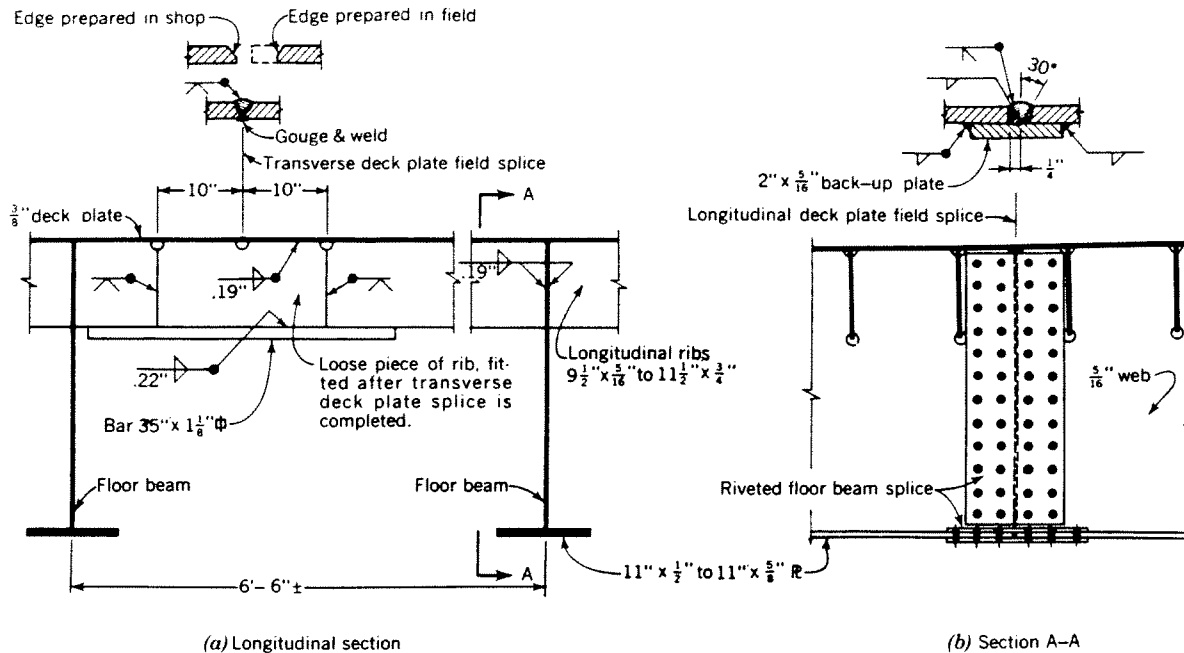 Edge prepared in shop
Edge prepared in field
Gouge & weld
Transverse deck plate field splice
10" 10"
A
3/8" deck plate
.19"
.19"
.22"
Loose piece of rib, fit-
ted after transverse
deck plate splice is
completed.
Longitudinal ribs
9 1/2" x 5/16" to 11 1/2" x 3/4"
Bar 35" x 1 1/8" ф
Floor beam
Floor beam
A
6'-6"±
11" x 1/2" to 11" x 5/8" ℞
(a) Longitudinal section
30°
1/4"
2" x 5/16" back-up plate
Longitudinal deck plate field splice
5/16" web
Riveted floor beam splice
(b) Section A-A